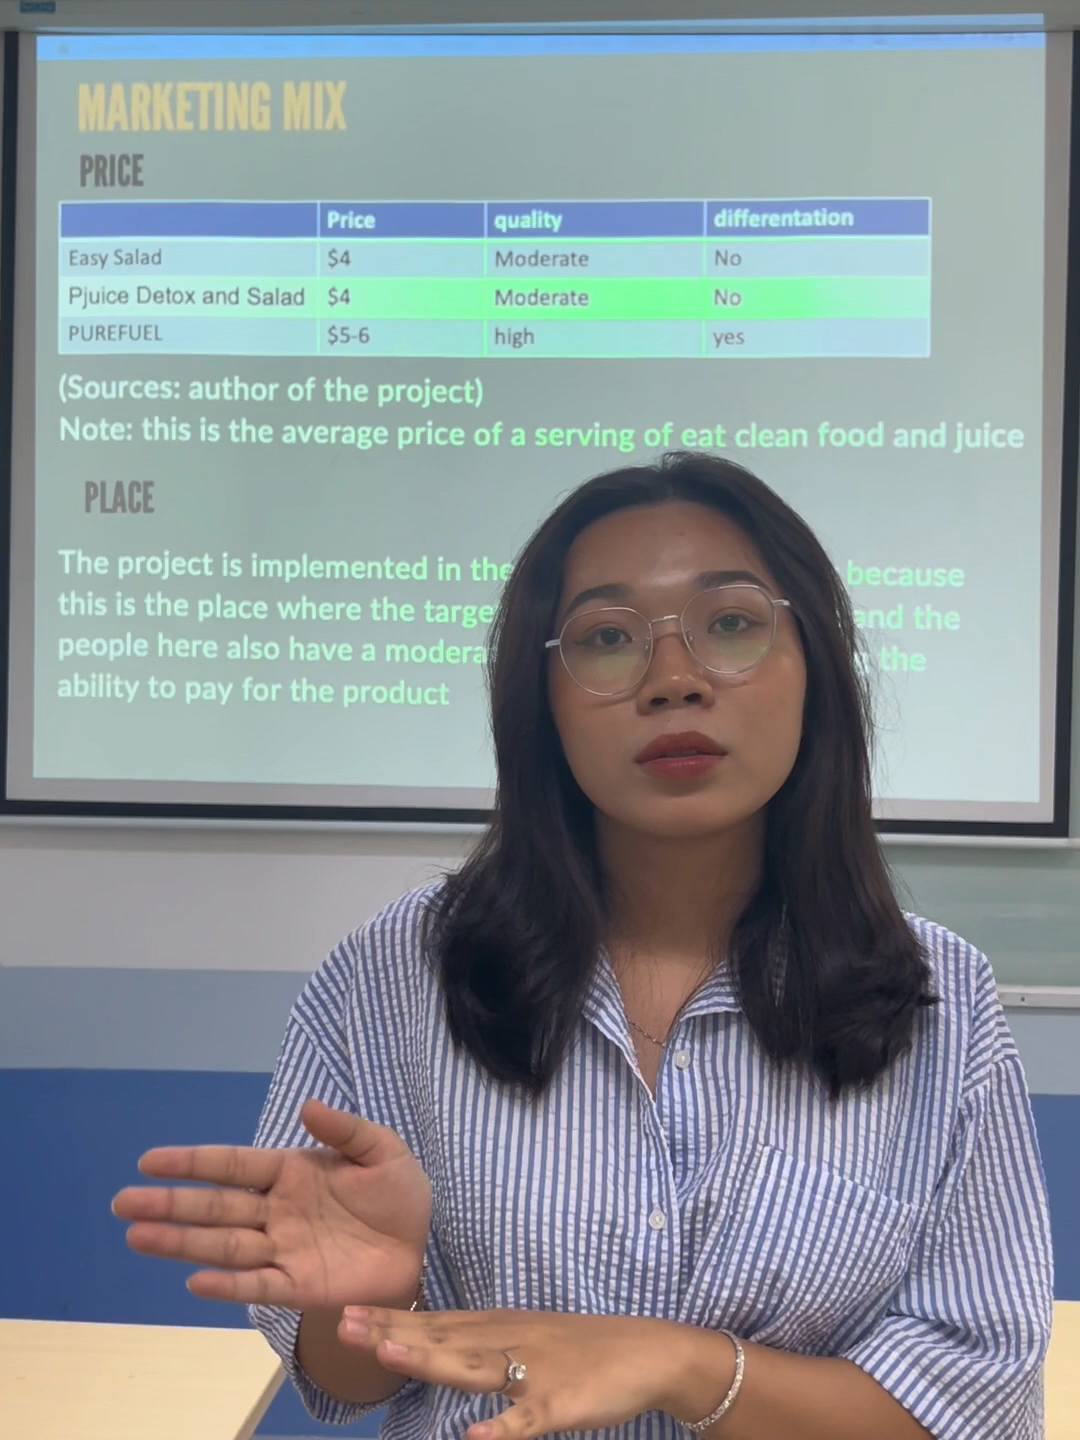 MARKETING MIX
PRICE
Price quality differentation
Easy Salad $4 Moderate No
Pjuice Detox and Salad $4 Moderate No
PUREFUEL $5-6 high yes
(Sources: author of the project)
Note: this is the average price of a serving of eat clean food and juice
PLACE
The project is implemented in the because
this is the place where the and the
people here also have a the
ability to pay for the product